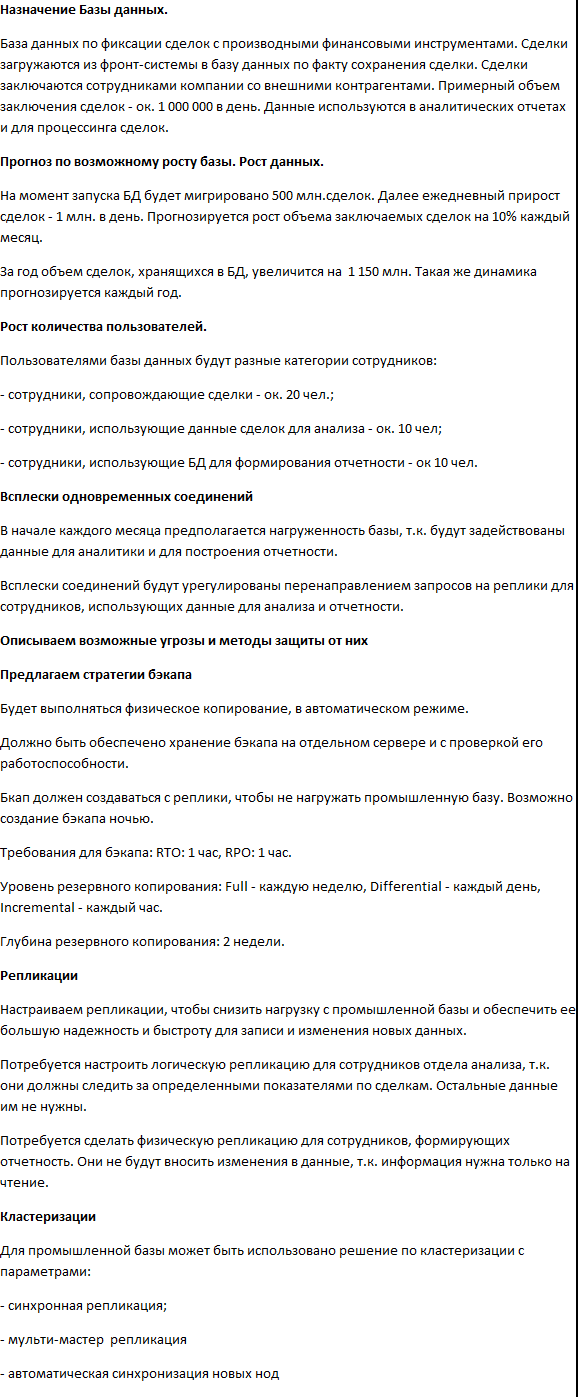 Назначение Базы данных.
База данных по фиксации сделок с производными финансовыми инструментами. Сделки
загружаются из фронт-системы в базу данных по факту сохранения сделки. Сделки
заключаются сотрудниками компании со внешними контрагентами. Примерный объем
заключения сделок - ок. 1 000 000 в день. Данные используются в аналитических отчетах
и для процессинга сделок.
Прогноз по возможному росту базы. Рост данных.
На момент запуска БД будет мигрировано 500 млн.сделок. Далее ежедневный прирост
сделок - 1 млн. в день. Прогнозируется рост объема заключаемых сделок на 10% каждый
месяц.
За год объем сделок, хранящихся в БД, увеличится на  1 150 млн. Такая же динамика
прогнозируется каждый год.
Рост количества пользователей.
Пользователями базы данных будут разные категории сотрудников:
- сотрудники, сопровождающие сделки - ок. 20 чел.;
- сотрудники, использующие данные сделок для анализа - ок. 10 чел;
- сотрудники, использующие БД для формирования отчетности - ок 10 чел.
Всплески одновременных соединений
В начале каждого месяца предполагается нагруженность базы, т.к. будут задействованы
данные для аналитики и для построения отчетности.
Всплески соединений будут урегулированы перенаправлением запросов на реплики для
сотрудников, использующих данные для анализа и отчетности.
Описываем возможные угрозы и методы защиты от них
Предлагаем стратегии бэкапа
Будет выполняться физическое копирование, в автоматическом режиме.
Должно быть обеспечено хранение бэкапа на отдельном сервере и с проверкой его
работоспособности.
Бкап должен создаваться с реплики, чтобы не нагружать промышленную базу. Возможно
создание бэкапа ночью.
Требования для бэкапа: RTO: 1 час, RPO: 1 час.
Уровень резервного копирования: Full - каждую неделю, Differential - каждый день,
Incremental - каждый час.
Глубина резервного копирования: 2 недели.
Репликации
Настраиваем репликации, чтобы снизить нагрузку с промышленной базы и обеспечить ее
большую надежность и быстроту для записи и изменения новых данных.
Потребуется настроить логическую репликацию для сотрудников отдела анализа, т.к.
они должны следить за определенными показателями по сделкам. Остальные данные
им не нужны.
Потребуется сделать физическую репликацию для сотрудников, формирующих
отчетность. Они не будут вносить изменения в данные, т.к. информация нужна только на
чтение.
Кластеризации
Для промышленной базы может быть использовано решение по кластеризации с
параметрами:
- синхронная репликация;
- мульти-мастер  репликация
- автоматическая синхронизация новых нод